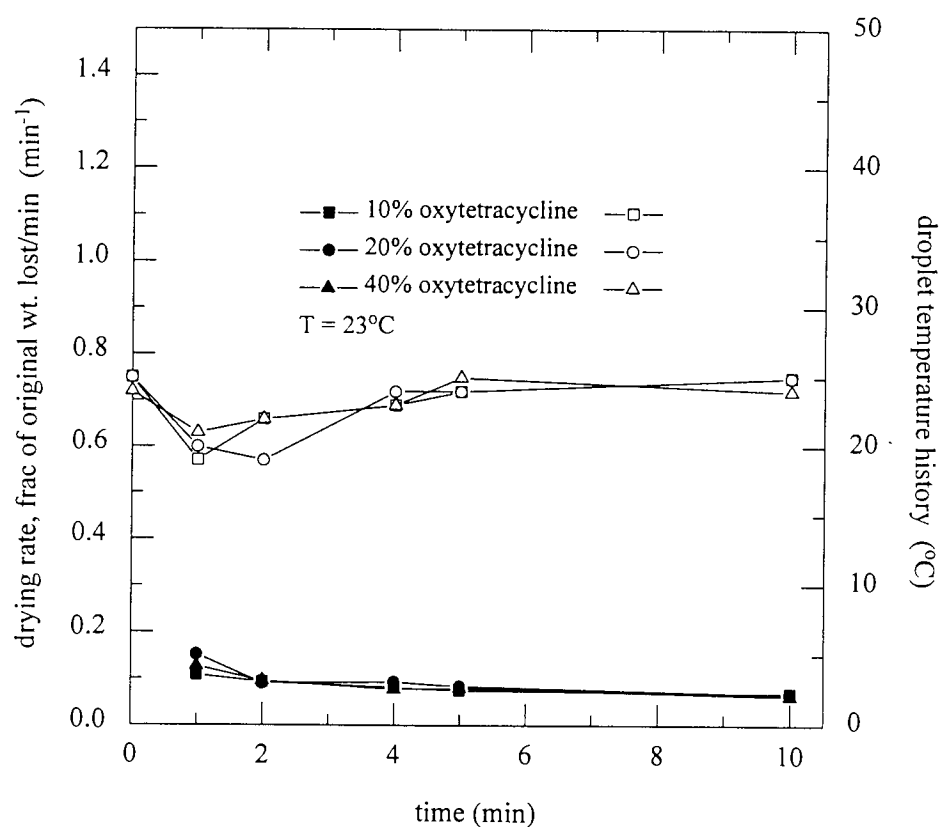 drying rate, frac of original wt. lost/min (min⁻¹)
1.4
1.2
1.0
0.8
0.6
0.4
0.2
0.0
10% oxytetracycline
20% oxytetracycline
40% oxytetracycline
T = 23°C
50
40
30
20
10
0
droplet temperature history (°C)
0 2 4 6 8 10
time (min)